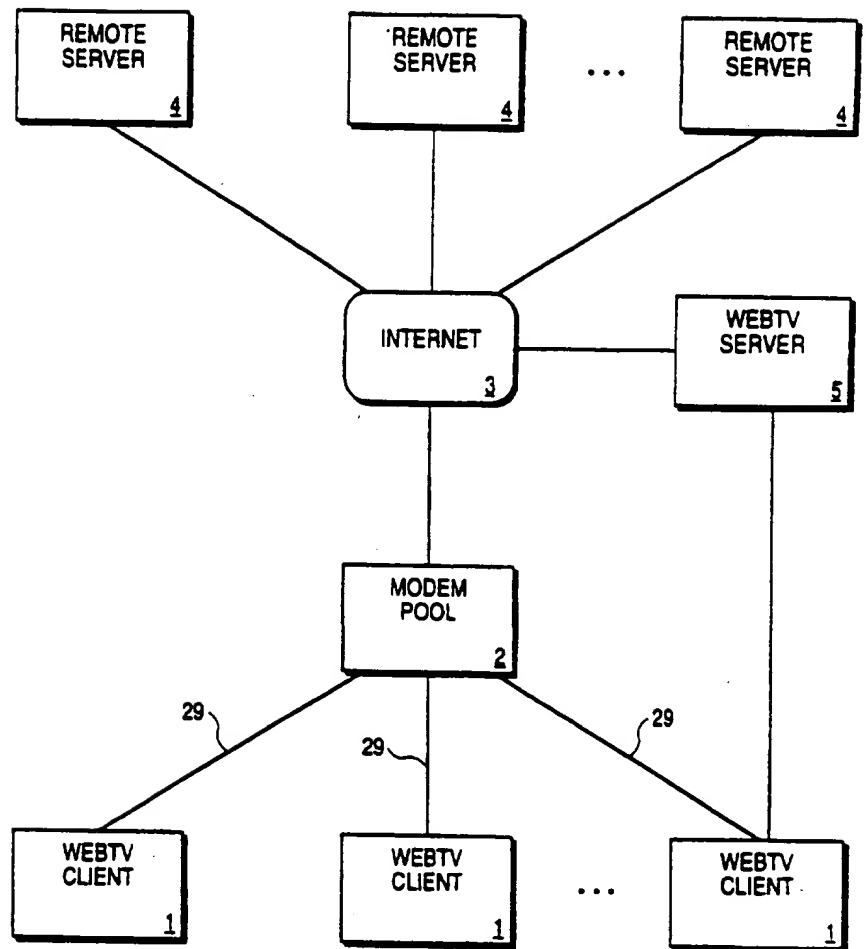 REMOTE
SERVER
4
REMOTE
SERVER
4
...
REMOTE
SERVER
4
INTERNET
3
WEBTV
SERVER
5
MODEM
POOL
2
29
29
29
WEBTV
CLIENT
1
WEBTV
CLIENT
1
...
WEBTV
CLIENT
1